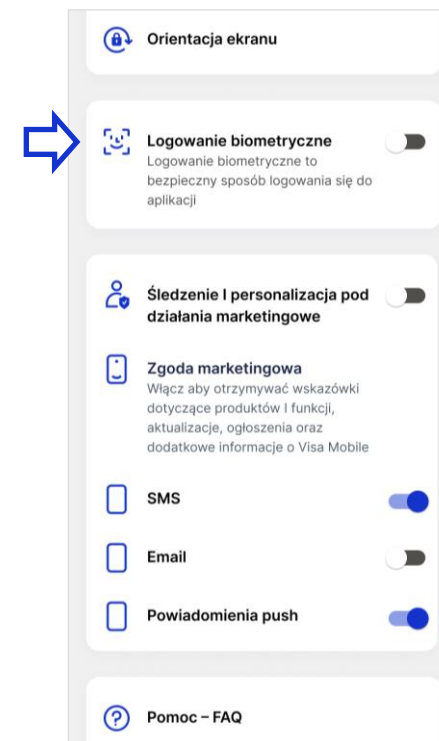 Orientacja ekranu
Logowanie biometryczne
Logowanie biometryczne to
bezpieczny sposób logowania się do
aplikacji
Śledzenie I personalizacja pod
działania marketingowe
Zgoda marketingowa
Włącz aby otrzymywać wskazówki
dotyczące produktów I funkcji,
aktualizacje, ogłoszenia oraz
dodatkowe informacje o Visa Mobile
SMS
Email
Powiadomienia push
Pomoc – FAQ